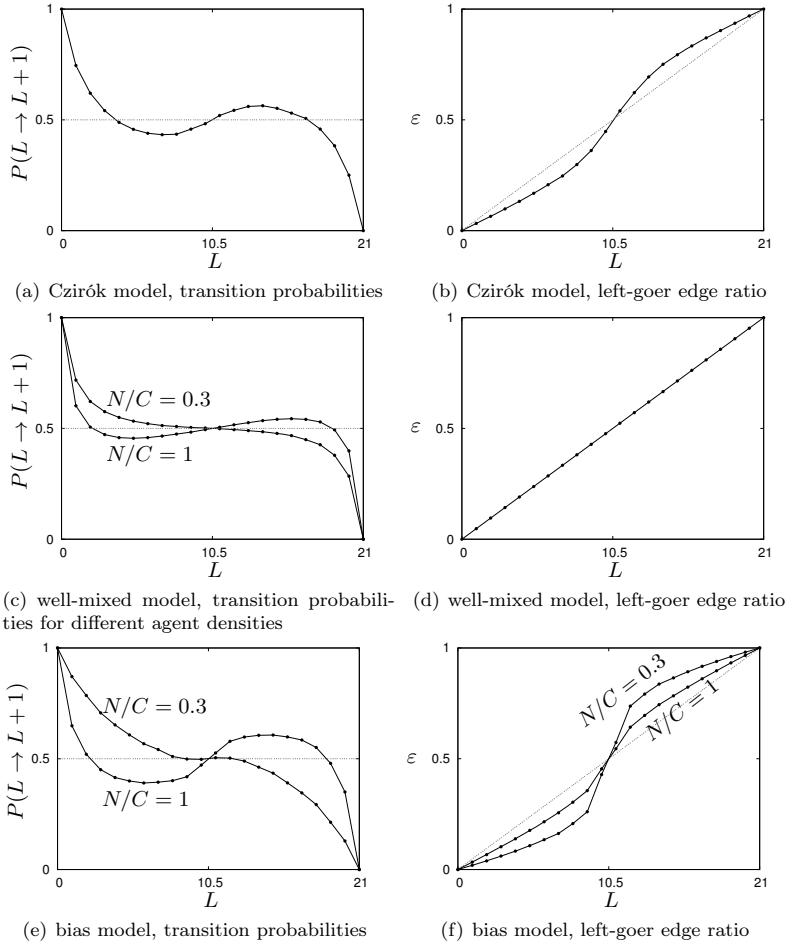 1
0.5
0
P(L → L + 1)
0
10.5
21
L
(a) Czirók model, transition probabilities
1
0.5
0
ε
0
10.5
21
L
(b) Czirók model, left-goer edge ratio
1
0.5
0
P(L → L + 1)
N/C = 0.3
N/C = 1
0
10.5
21
L
(c) well-mixed model, transition probabili-
ties for different agent densities
1
0.5
0
ε
0
10.5
21
L
(d) well-mixed model, left-goer edge ratio
1
0.5
0
P(L → L + 1)
N/C = 0.3
N/C = 1
0
10.5
21
L
(e) bias model, transition probabilities
1
0.5
0
ε
N/C = 0.3
N/C = 1
0
10.5
21
L
(f) bias model, left-goer edge ratio